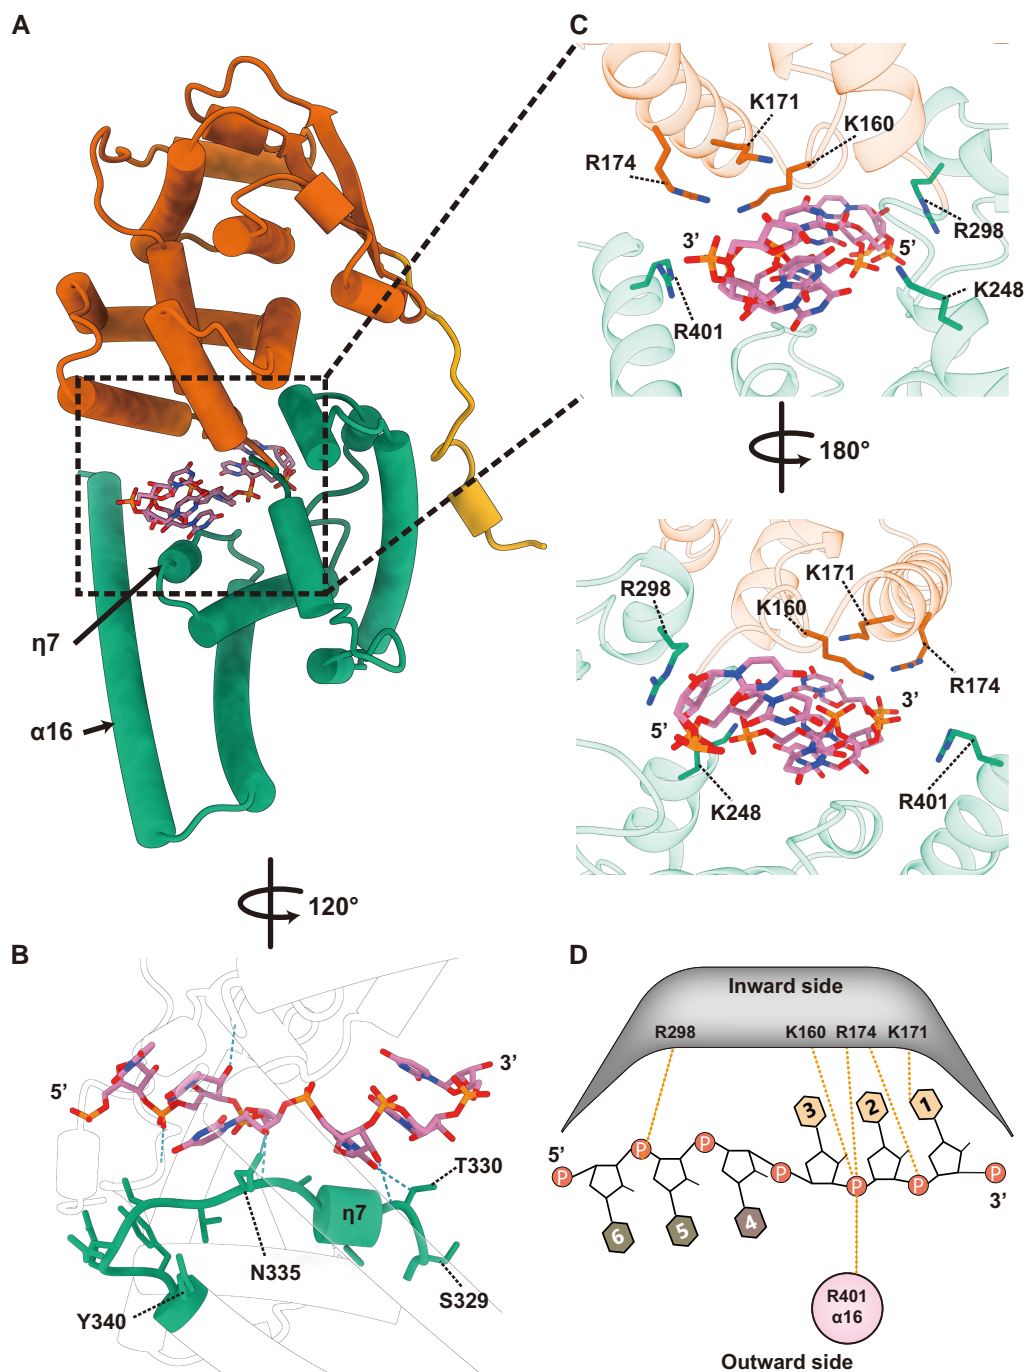 A
η7
α16
120°
C
K171
K160
R174
3’
5’
R298
K248
R401
180°
R298
K171
K160
R174
3’
5’
K248
R401
B
5’
3’
T330
η7
N335
S329
Y340
D
Inward side
R298 K160 R174 K171
3 2 1
5’ P P P P P P P 3’
6 5 4
R401
α16
Outward side